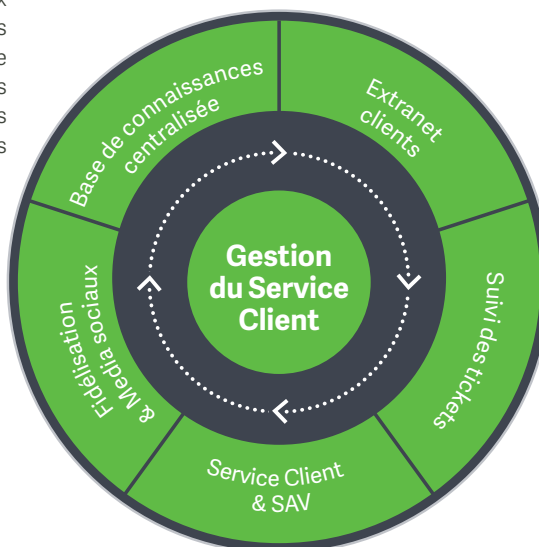 x
s
e
s
s
s
Base de connaissances
centralisée
Extranet
clients
Suivi des tickets
Service Client
& SAV
Fidélisation
& Media sociaux
Gestion
du Service
Client